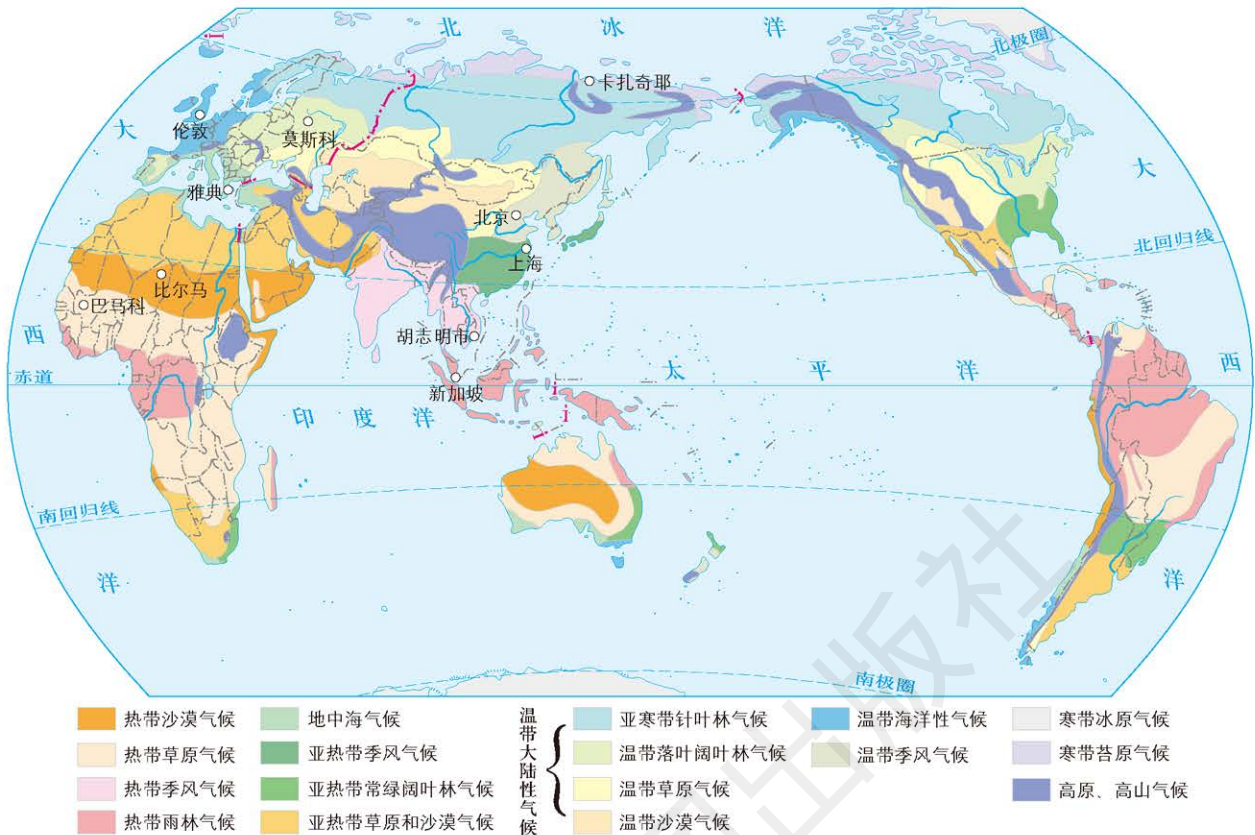 北冰洋
北极圈
卡扎奇耶
大
伦敦
莫斯科
大
雅典
北京
北回归线
上海
比尔马
巴马科
西
胡志明市
赤道
太平洋
西
新加坡
印度洋
南回归线
洋
洋
南极圈
热带沙漠气候
热带草原气候
热带季风气候
热带雨林气候
地中海气候
亚热带季风气候
亚热带常绿阔叶林气候
亚热带草原和沙漠气候
温带大陆性气候
亚寒带针叶林气候
温带落叶阔叶林气候
温带草原气候
温带沙漠气候
温带海洋性气候
温带季风气候
寒带冰原气候
寒带苔原气候
高原、高山气候
出版社